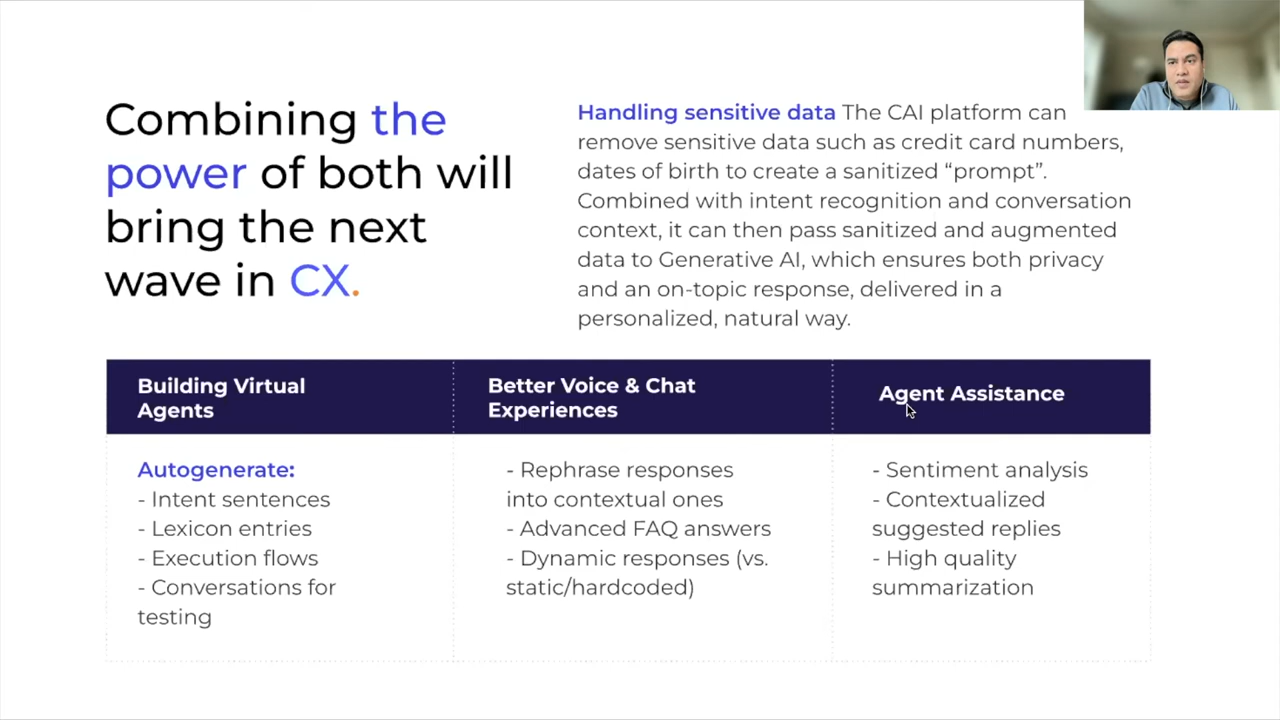 Combining the
power of both will
bring the next
wave in CX.
Handling sensitive data The CAI platform can
remove sensitive data such as credit card numbers,
dates of birth to create a sanitized “prompt”.
Combined with intent recognition and conversation
context, it can then pass sanitized and augmented
data to Generative AI, which ensures both privacy
and an on-topic response, delivered in a
personalized, natural way.
Building Virtual
Agents
Autogenerate:
- Intent sentences
- Lexicon entries
- Execution flows
- Conversations for
testing
Better Voice & Chat
Experiences
- Rephrase responses
into contextual ones
- Advanced FAQ answers
- Dynamic responses (vs.
static/hardcoded)
Agent Assistance
- Sentiment analysis
- Contextualized
suggested replies
- High quality
summarization